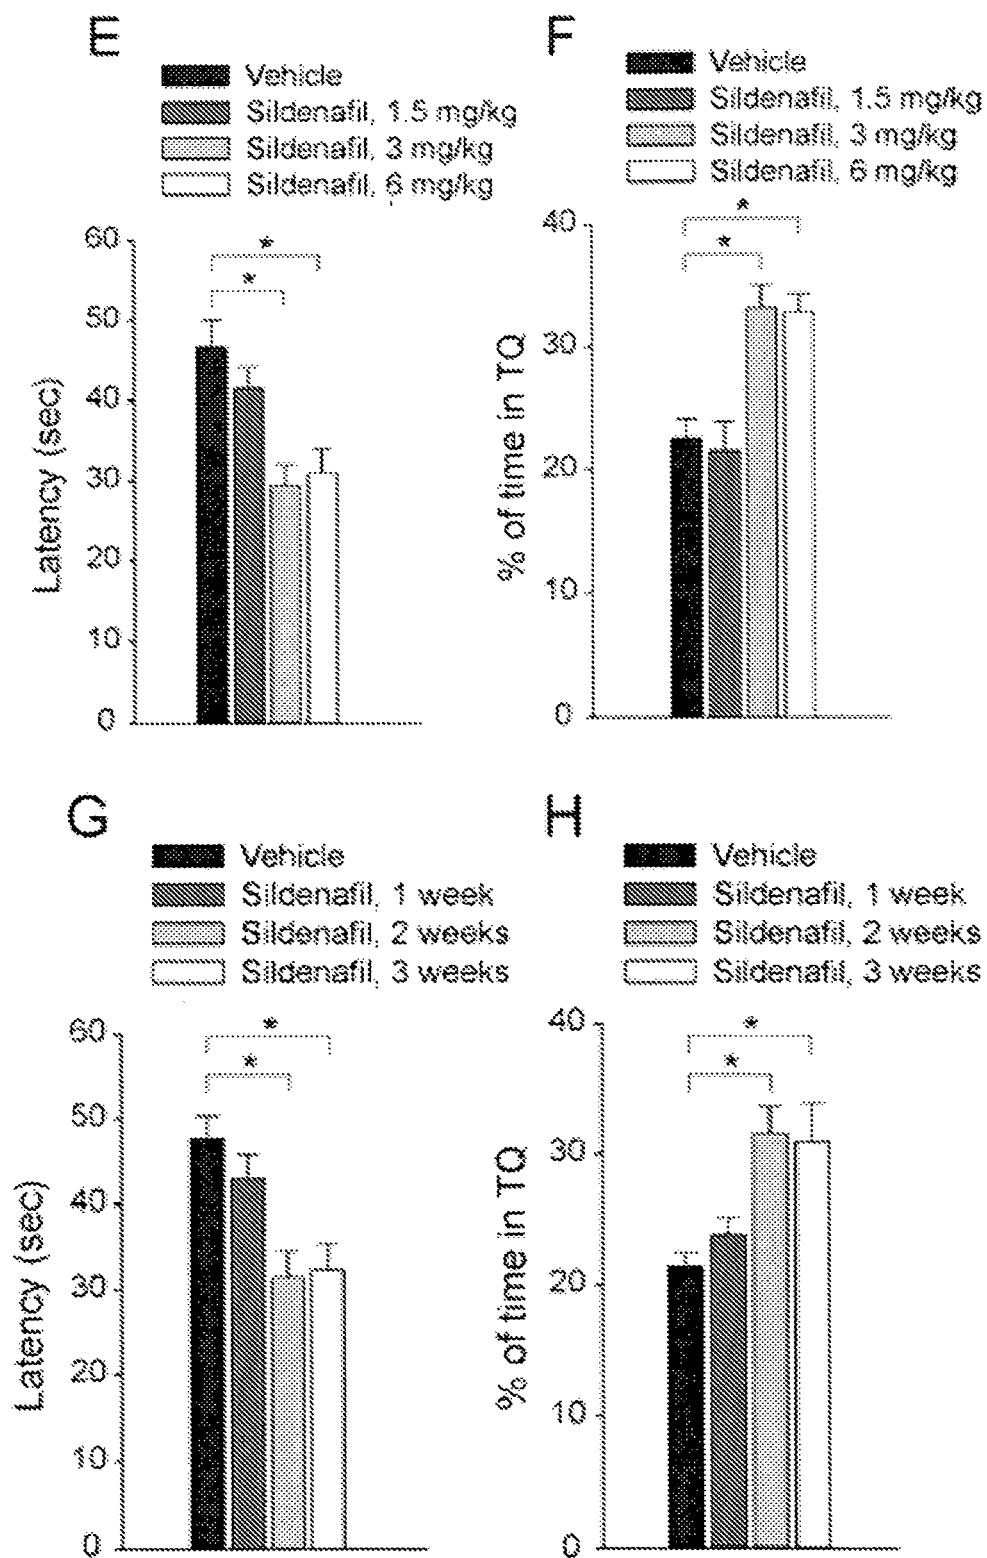 E
Vehicle
Sildenafil, 1.5 mg/kg
Sildenafil, 3 mg/kg
Sildenafil, 6 mg/kg
60
50
40
30
20
10
0
Latency (sec)
*
*
F
Vehicle
Sildenafil, 1.5 mg/kg
Sildenafil, 3 mg/kg
Sildenafil, 6 mg/kg
40
30
20
10
0
% of time in TQ
*
*
G
Vehicle
Sildenafil, 1 week
Sildenafil, 2 weeks
Sildenafil, 3 weeks
60
50
40
30
20
10
0
Latency (sec)
*
*
H
Vehicle
Sildenafil, 1 week
Sildenafil, 2 weeks
Sildenafil, 3 weeks
40
30
20
10
0
% of time in TQ
*
*